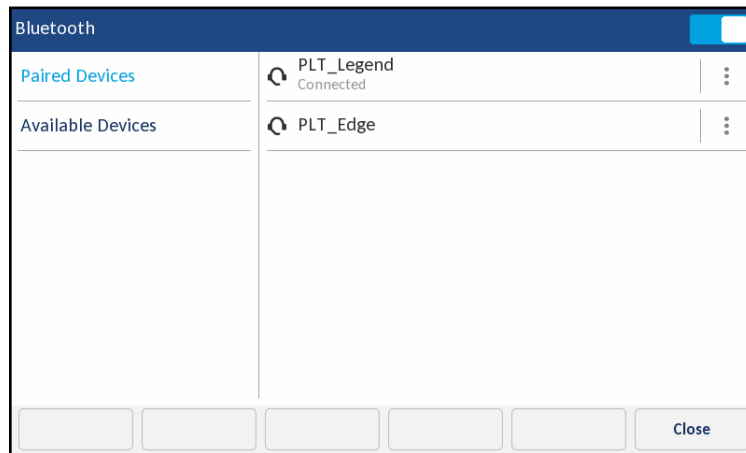 Bluetooth
Paired Devices
PLT_Legend
Connected
Available Devices
PLT_Edge
Close